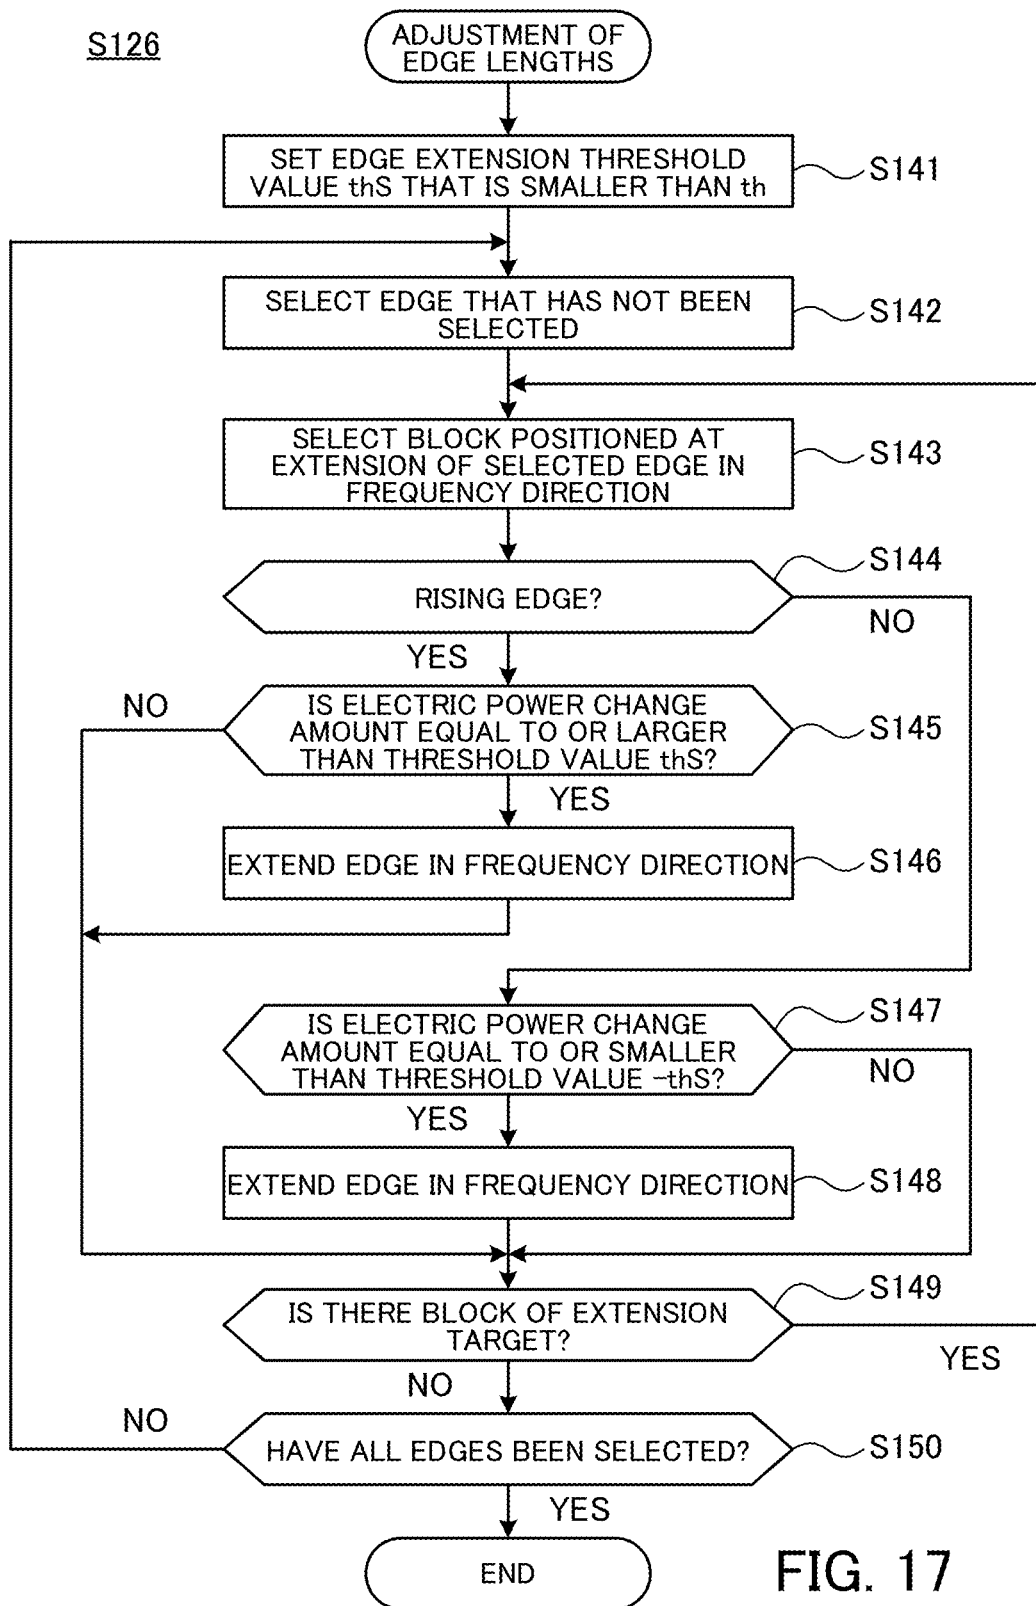 S126
ADJUSTMENT OF
EDGE LENGTHS
SET EDGE EXTENSION THRESHOLD
VALUE thS THAT IS SMALLER THAN th
S141
SELECT EDGE THAT HAS NOT BEEN
SELECTED
S142
SELECT BLOCK POSITIONED AT
EXTENSION OF SELECTED EDGE IN
FREQUENCY DIRECTION
S143
RISING EDGE?
S144
NO
YES
NO
IS ELECTRIC POWER CHANGE
AMOUNT EQUAL TO OR LARGER
THAN THRESHOLD VALUE thS?
S145
YES
EXTEND EDGE IN FREQUENCY DIRECTION
S146
IS ELECTRIC POWER CHANGE
AMOUNT EQUAL TO OR SMALLER
THAN THRESHOLD VALUE -thS?
S147
NO
YES
EXTEND EDGE IN FREQUENCY DIRECTION
S148
IS THERE BLOCK OF EXTENSION
TARGET?
S149
YES
NO
NO
HAVE ALL EDGES BEEN SELECTED?
S150
YES
END
FIG. 17